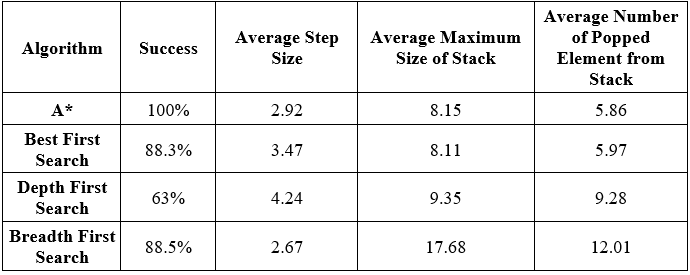 Algorithm Success Average Step Size Average Maximum Size of Stack Average Number of Popped Element from Stack
A* 100% 2.92 8.15 5.86
Best First Search 88.3% 3.47 8.11 5.97
Depth First Search 63% 4.24 9.35 9.28
Breadth First Search 88.5% 2.67 17.68 12.01